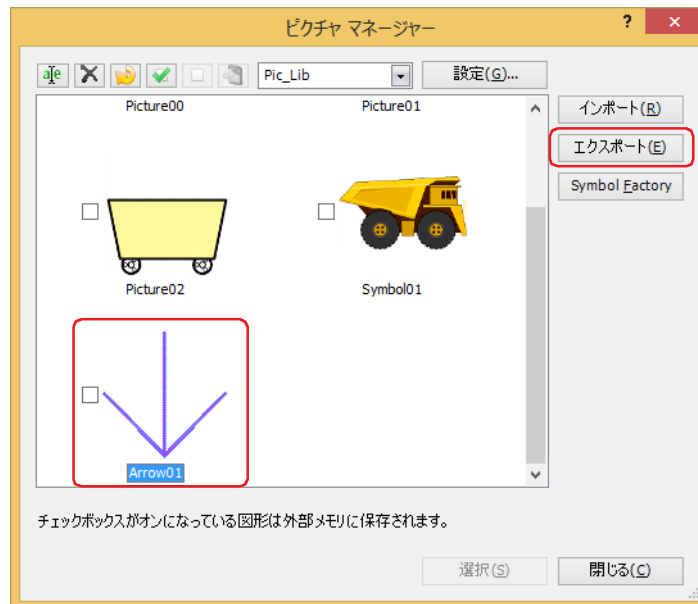 ピクチャ マネージャー
?
×
a]e
Pic_Lib
設定(G)...
Picture00
Picture01
インポート(R)
エクスポート(E)
Symbol Factory
Picture02
Symbol01
Arrow01
チェックボックスがオンになっている図形は外部メモリに保存されます。
選択(S)
閉じる(C)